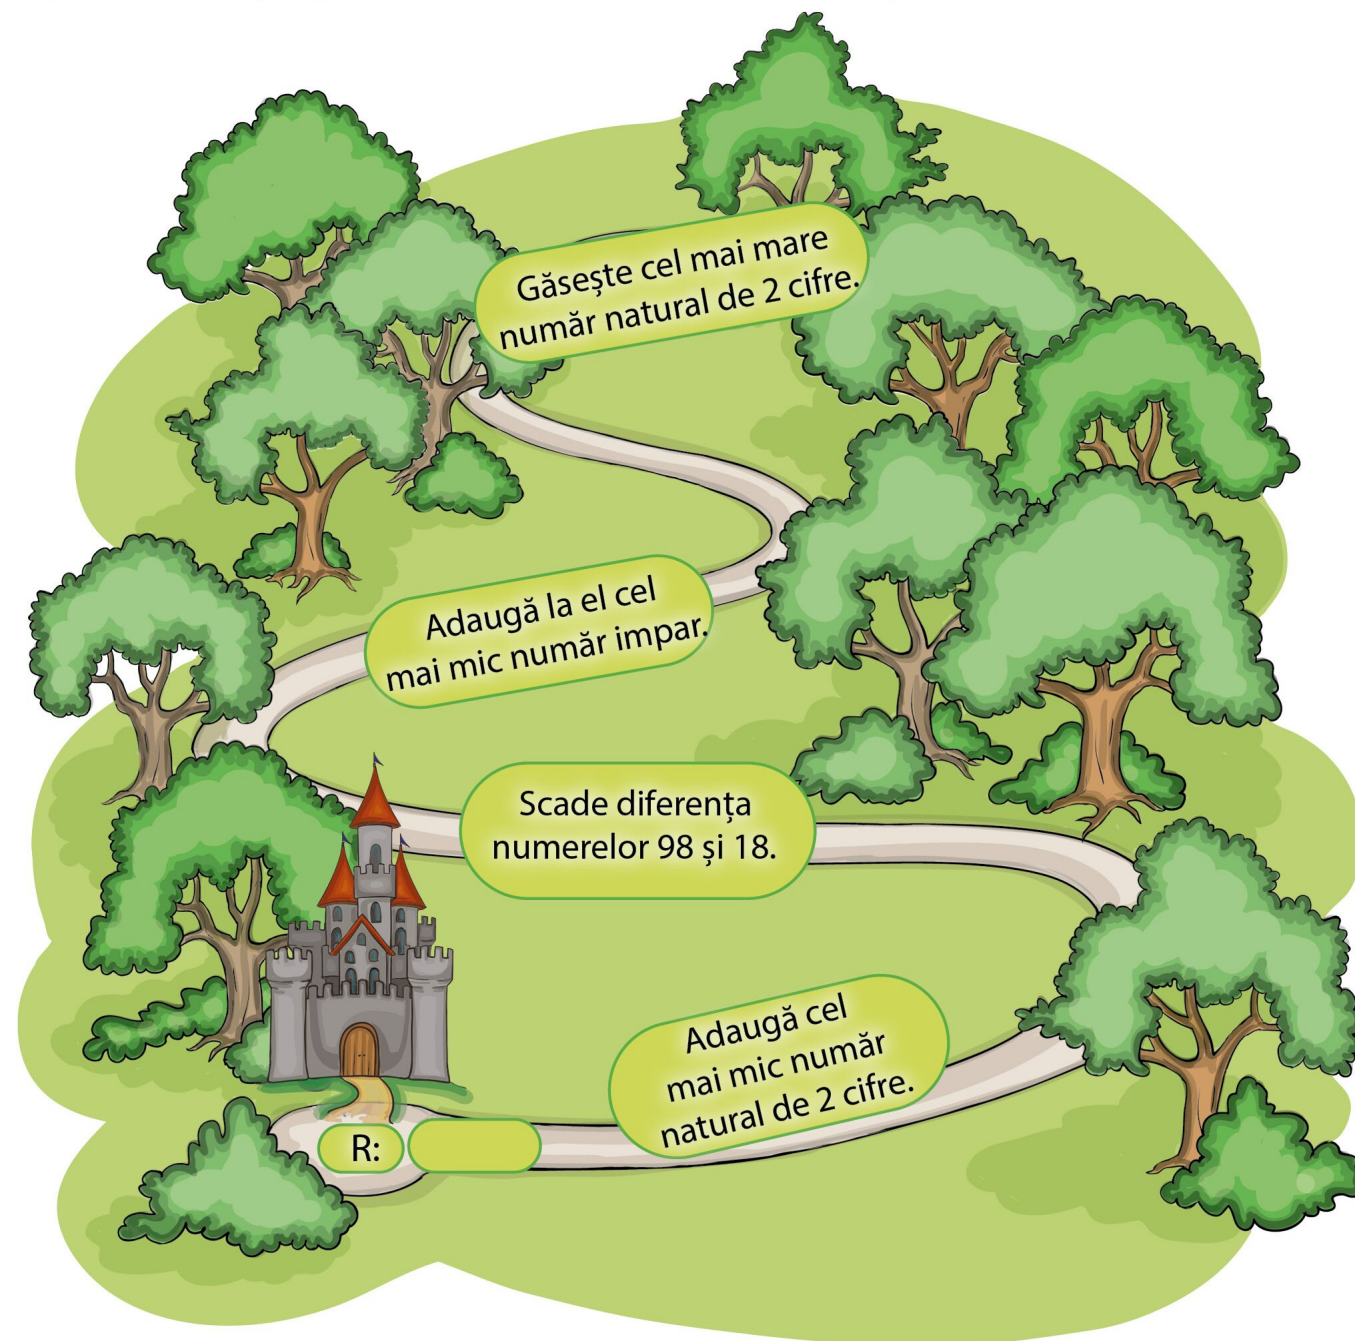 Găsește cel mai mare
număr natural de 2 cifre.
Adaugă la el cel
mai mic număr impar.
Scade diferența
numerelor 98 și 18.
Adaugă cel
mai mic număr
natural de 2 cifre.
R: